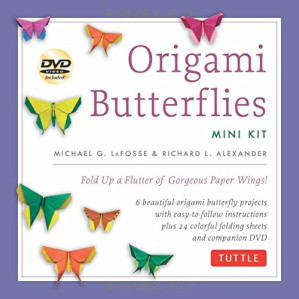 DVD
VIDEO
Included
Origami
Butterflies
MINI KIT
MICHAEL G. LaFOSSE & RICHARD L. ALEXANDER
Fold Up a Flutter of Gorgeous Paper Wings!
6 beautiful origami butterfly projects
with easy-to-follow instructions
plus 24 colorful folding sheets
and companion DVD
TUTTLE